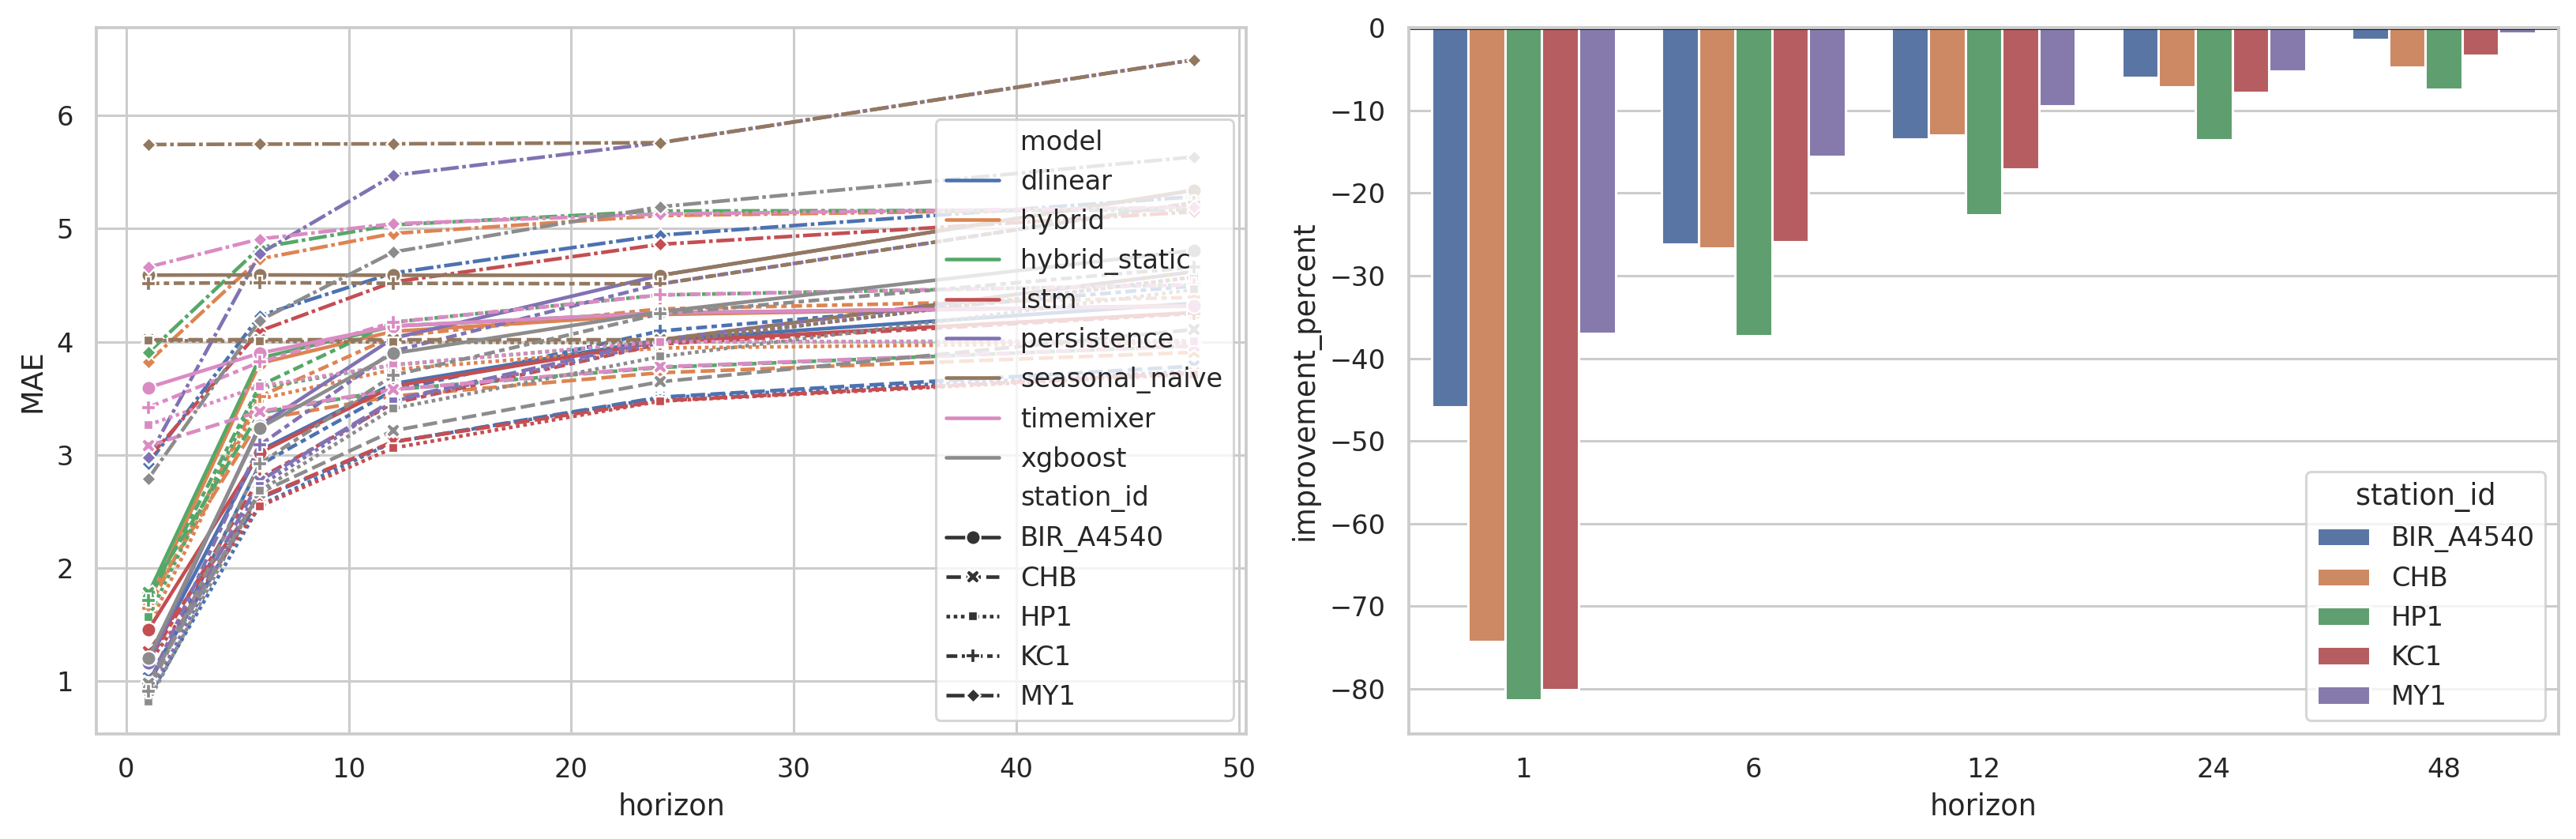 MAE
6
5
4
3
2
1
0
10
20
30
40
50
horizon
model
dlinear
hybrid
hybrid_static
lstm
persistence
seasonal_naive
timemixer
xgboost
station_id
BIR_A4540
CHB
HP1
KC1
MY1
improvement_percent
0
−10
−20
−30
−40
−50
−60
−70
−80
1
6
12
24
48
horizon
station_id
BIR_A4540
CHB
HP1
KC1
MY1